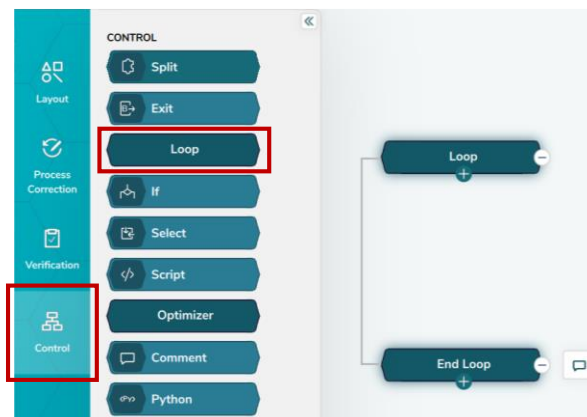 Layout
Process
Correction
Verification
Control
CONTROL
Split
Exit
Loop
If
Select
Script
Optimizer
Comment
Python
Loop
End Loop